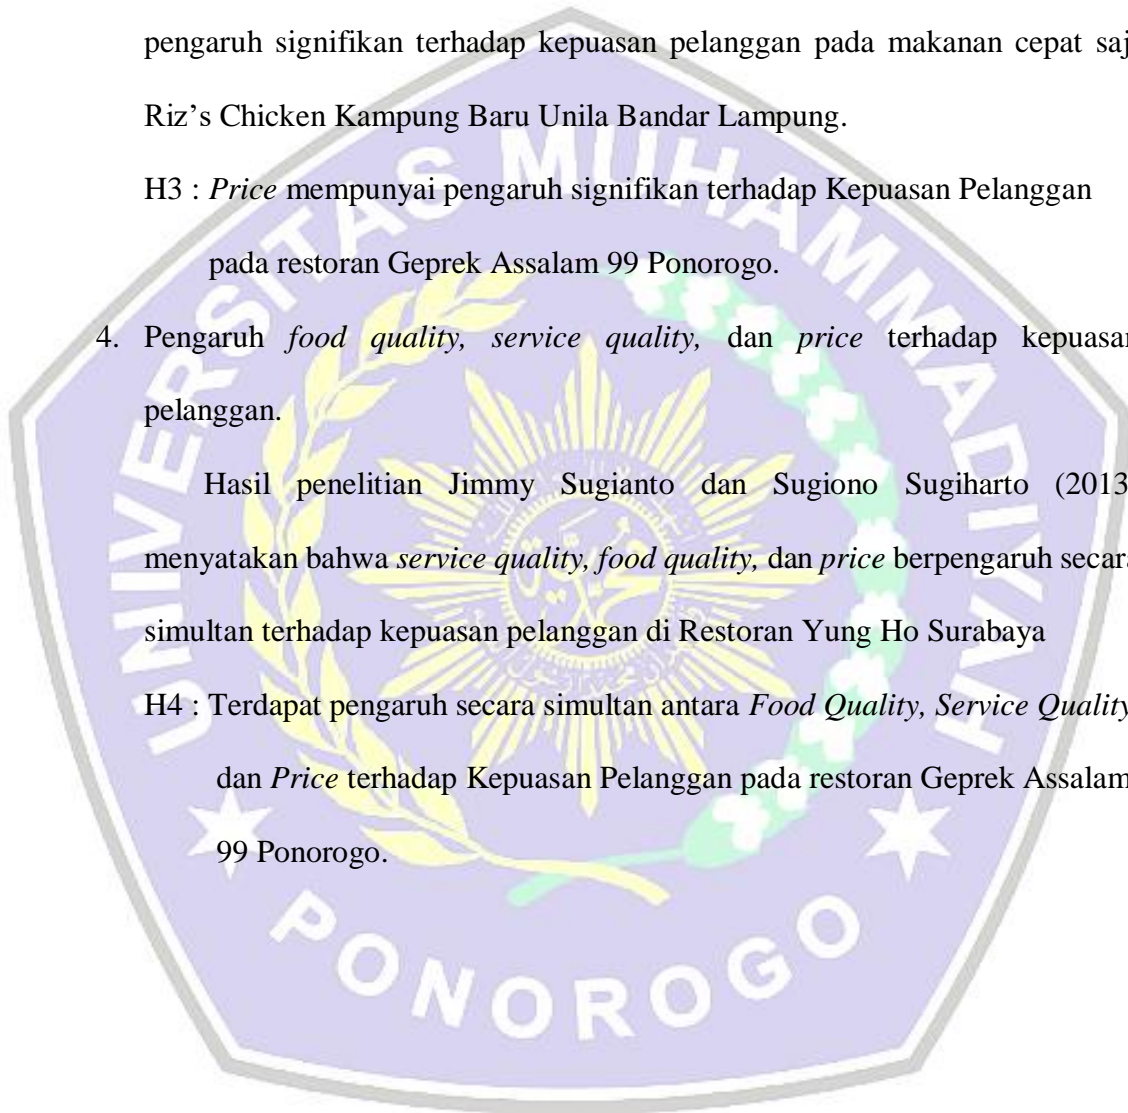 pengaruh signifikan terhadap kepuasan pelanggan pada makanan cepat saj
Riz’s Chicken Kampung Baru Unila Bandar Lampung.
H3 : Price mempunyai pengaruh signifikan terhadap Kepuasan Pelanggan
pada restoran Geprek Assalam 99 Ponorogo.
4. Pengaruh food quality, service quality, dan price terhadap kepuasan
pelanggan.
Hasil penelitian Jimmy Sugianto dan Sugiono Sugiharto (2013)
menyatakan bahwa service quality, food quality, dan price berpengaruh secara
simultan terhadap kepuasan pelanggan di Restoran Yung Ho Surabaya
H4 : Terdapat pengaruh secara simultan antara Food Quality, Service Quality
dan Price terhadap Kepuasan Pelanggan pada restoran Geprek Assalam
99 Ponorogo.
UNIVERSITAS MUHAMMADIYAH
PONOROGO